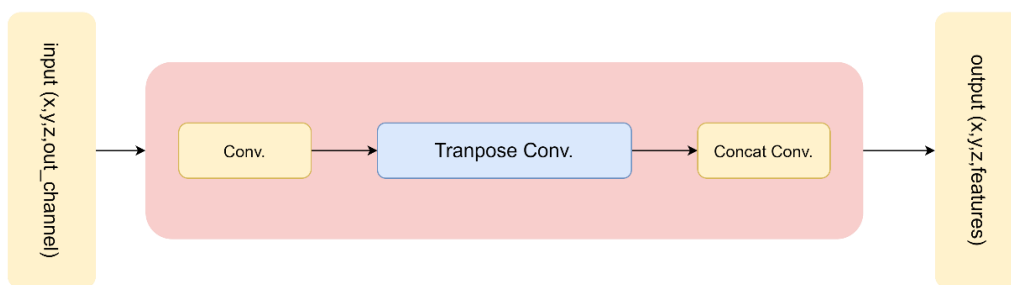 input (x,y,z,out_channel)
Conv.
Tranpose Conv.
Concat Conv.
output (x,y,z,features)